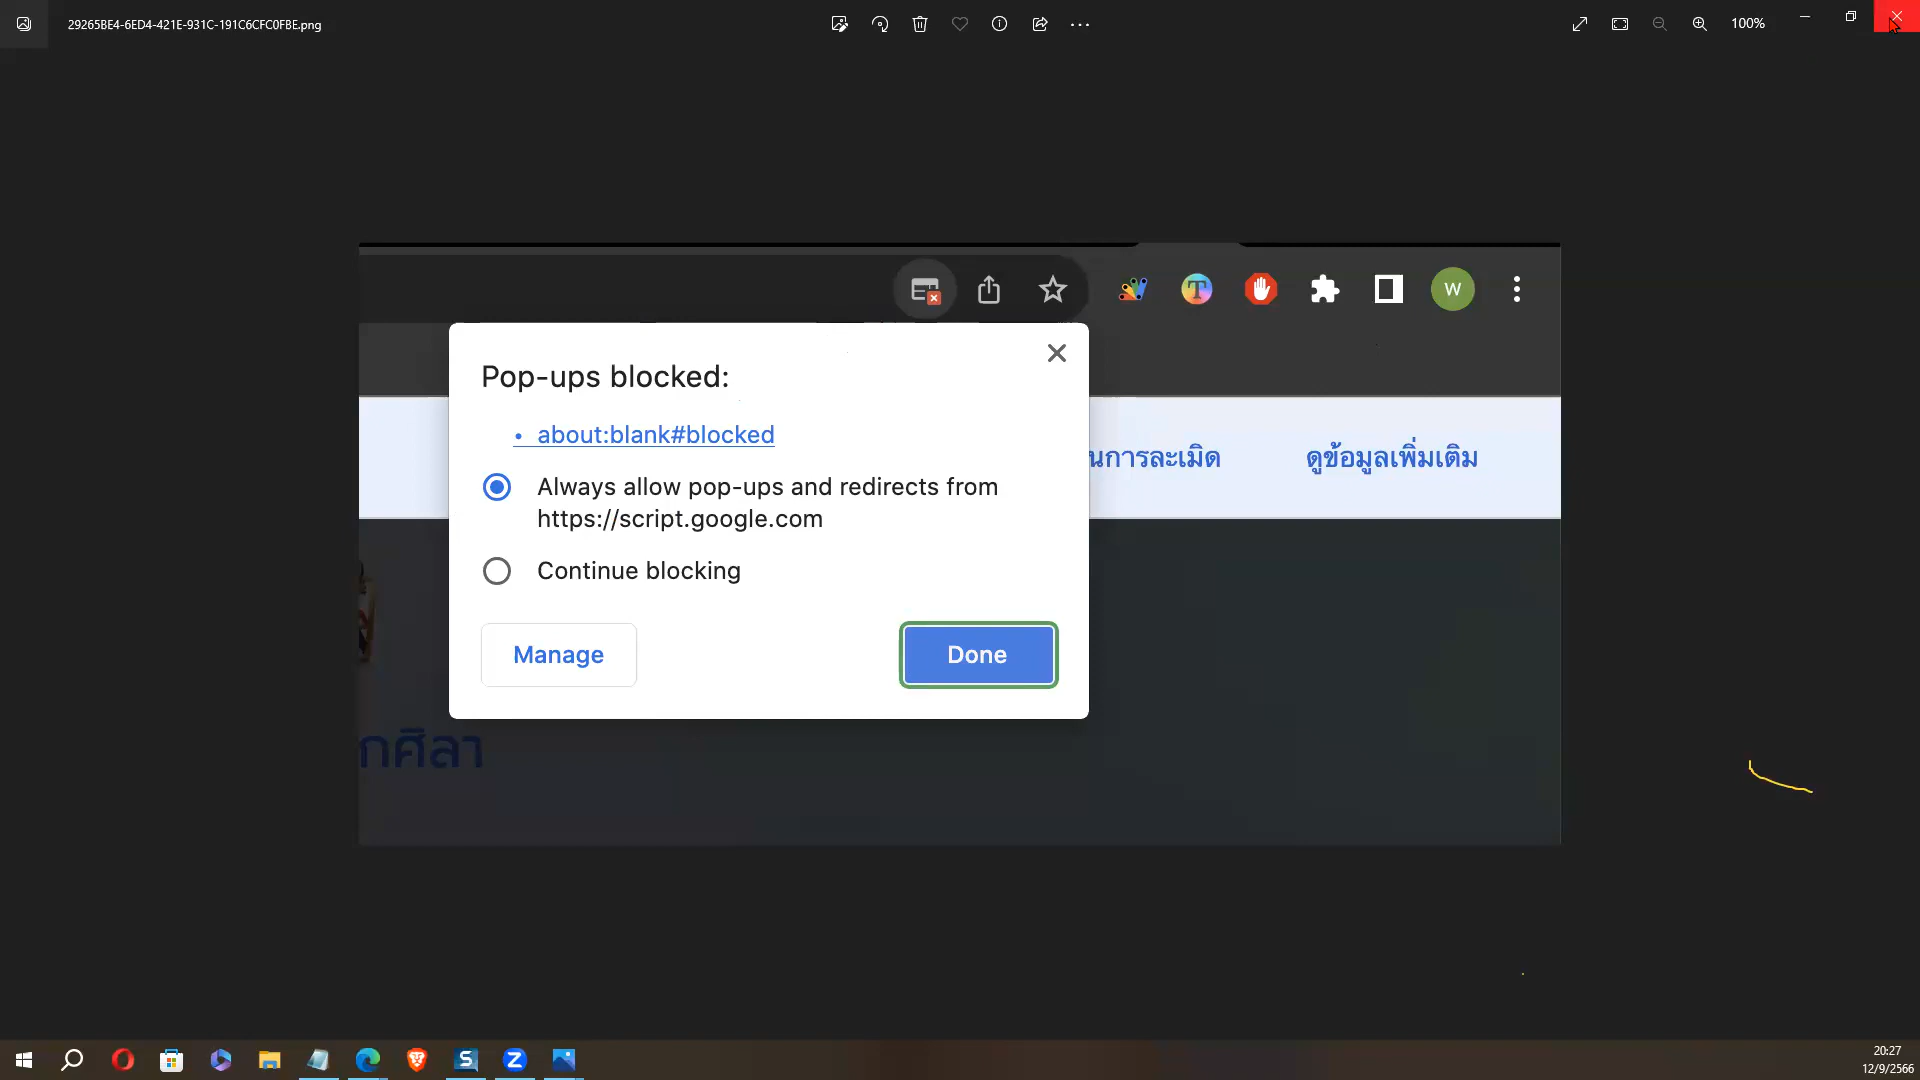 29265BE4-6ED4-421E-931C-191C6CFC0FBE.png
100%
W
Pop-ups blocked:
• about:blank#blocked
Always allow pop-ups and redirects from
https://script.google.com
Continue blocking
Manage
Done
นการละเมิด
ดูข้อมูลเพิ่มเติม
กศิลา
20:27
12/9/2566